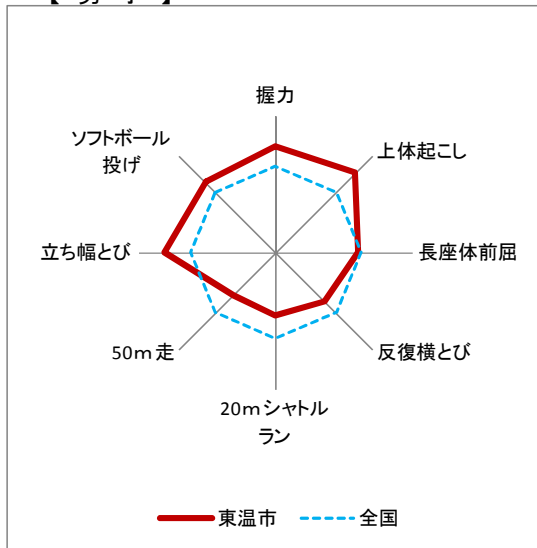 握力
ソフトボール
投げ
上体起こし
立ち幅とび
長座体前屈
50m走
反復横とび
20mシャトル
ラン
東温市
全国